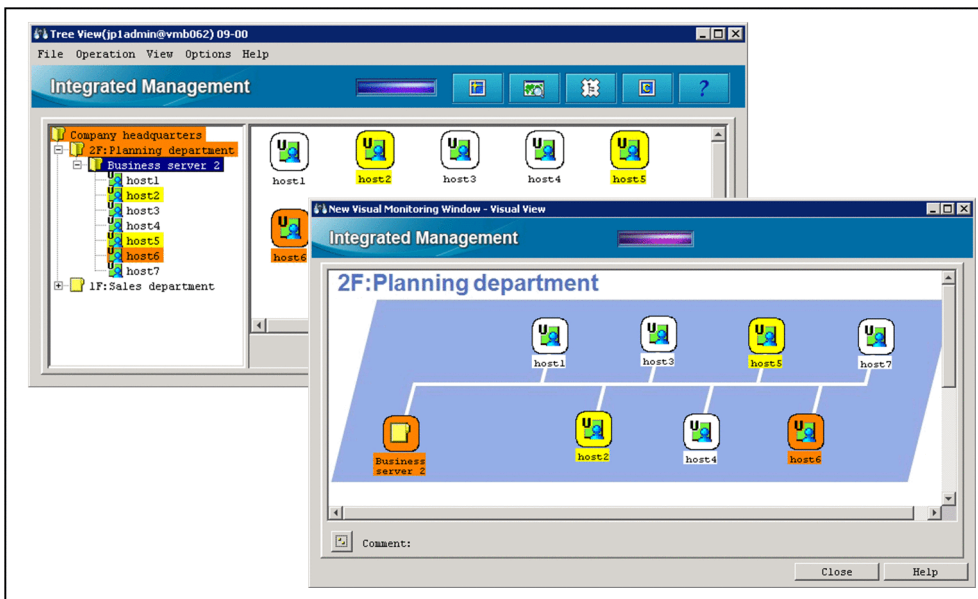 Tree View(jp1admin@vmb062) 09-00
File Operation View Options Help
Integrated Management
?
Company headquarters
2F:Planning department
Business server 2
host1
host2
host3
host4
host5
host6
host7
1F:Sales department
U U U U U
host1 host2 host3 host4 host5
U
host6
New Visual Monitoring Window - Visual View
Integrated Management
2F:Planning department
U U U U
host1 host3 host5 host7
U U U
Business
server 2
host2 host4 host6
Comment:
Close Help